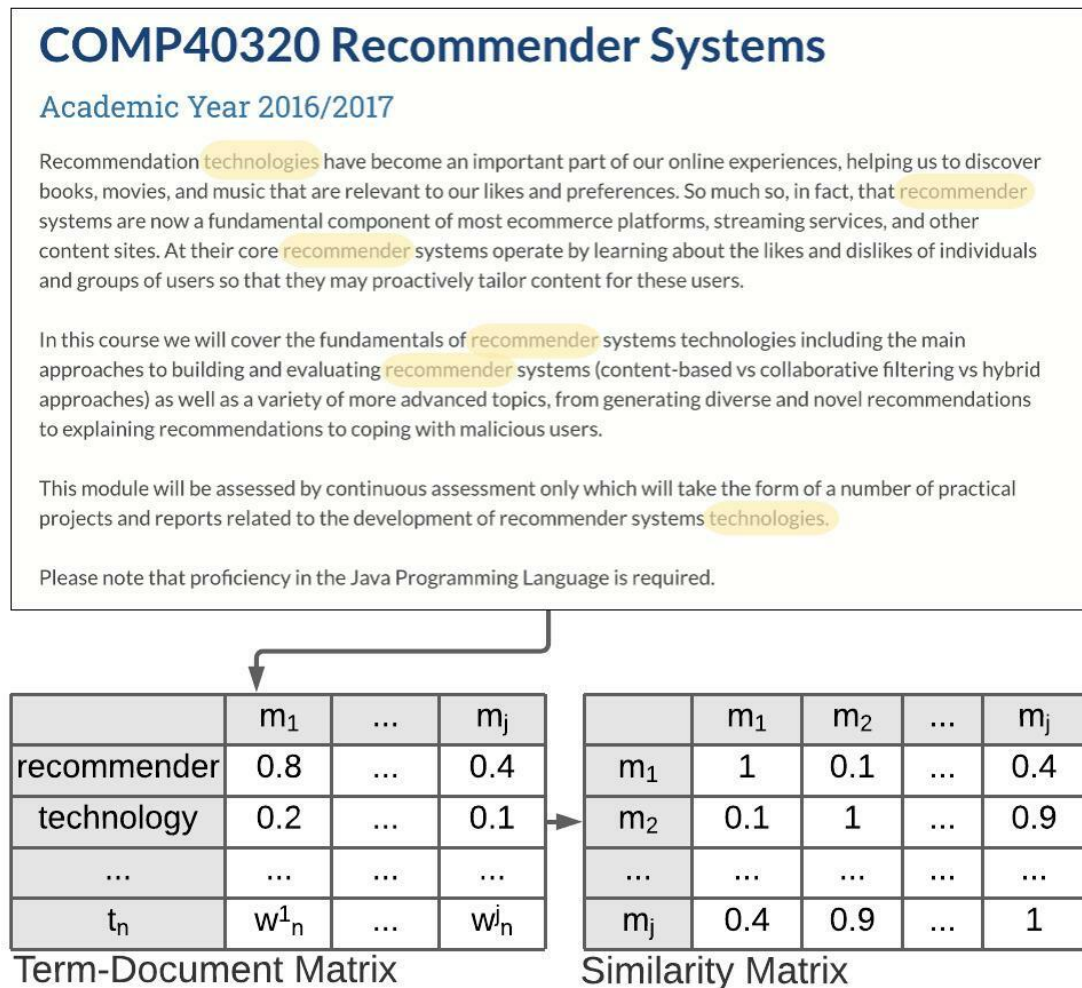 COMP40320 Recommender Systems
Academic Year 2016/2017
Recommendation technologies have become an important part of our online experiences, helping us to discover
books, movies, and music that are relevant to our likes and preferences. So much so, in fact, that recommender
systems are now a fundamental component of most ecommerce platforms, streaming services, and other
content sites. At their core recommender systems operate by learning about the likes and dislikes of individuals
and groups of users so that they may proactively tailor content for these users.
In this course we will cover the fundamentals of recommender systems technologies including the main
approaches to building and evaluating recommender systems (content-based vs collaborative filtering vs hybrid
approaches) as well as a variety of more advanced topics, from generating diverse and novel recommendations
to explaining recommendations to coping with malicious users.
This module will be assessed by continuous assessment only which will take the form of a number of practical
projects and reports related to the development of recommender systems technologies.
Please note that proficiency in the Java Programming Language is required.
m₁ ... mⱼ
recommender 0.8 ... 0.4
technology 0.2 ... 0.1
... ... ... ...
tₙ w¹ₙ ... wʲₙ
Term-Document Matrix
m₁ m₂ ... mⱼ
m₁ 1 0.1 ... 0.4
m₂ 0.1 1 ... 0.9
... ... ... ... ...
mⱼ 0.4 0.9 ... 1
Similarity Matrix